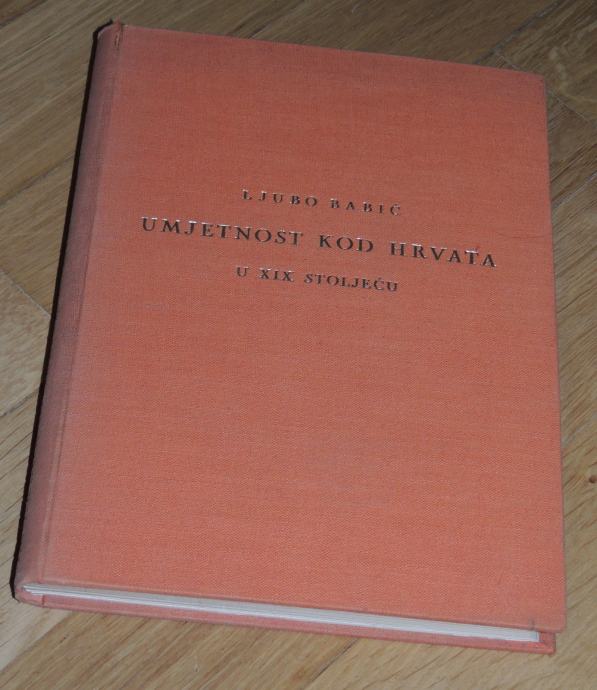 LJUBO BABIĆ
UMJETNOST KOD HRVATA
U XIX STOLJEĆU